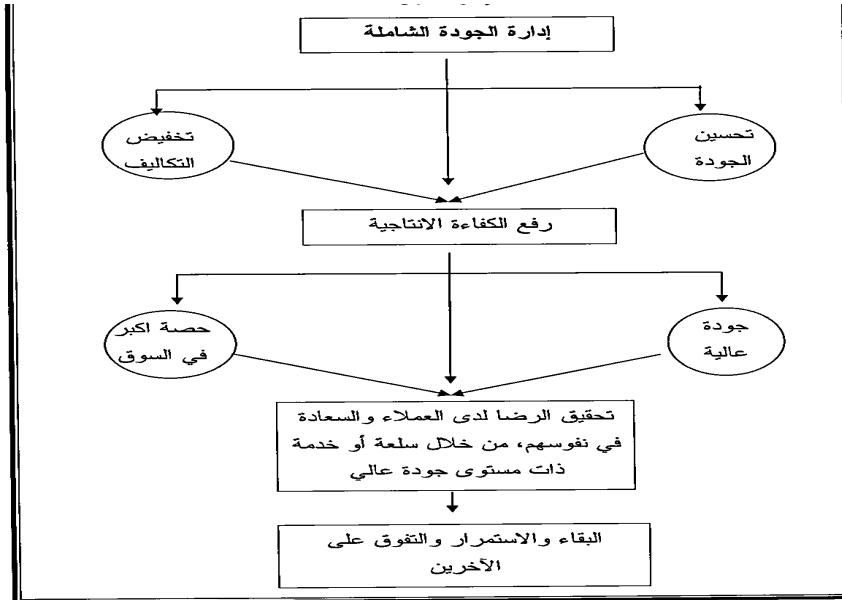 إدارة الجودة الشاملة
تحسين
الجودة
تخفيض
التكاليف
رفع الكفاءة الانتاجية
جودة
عالية
حصة اكبر
في السوق
تحقيق الرضا لدى العملاء والسعادة
في نفوسهم، من خلال سلعة أو خدمة
ذات مستوى جودة عالي
البقاء والاستمرار والتفوق على
الآخرين